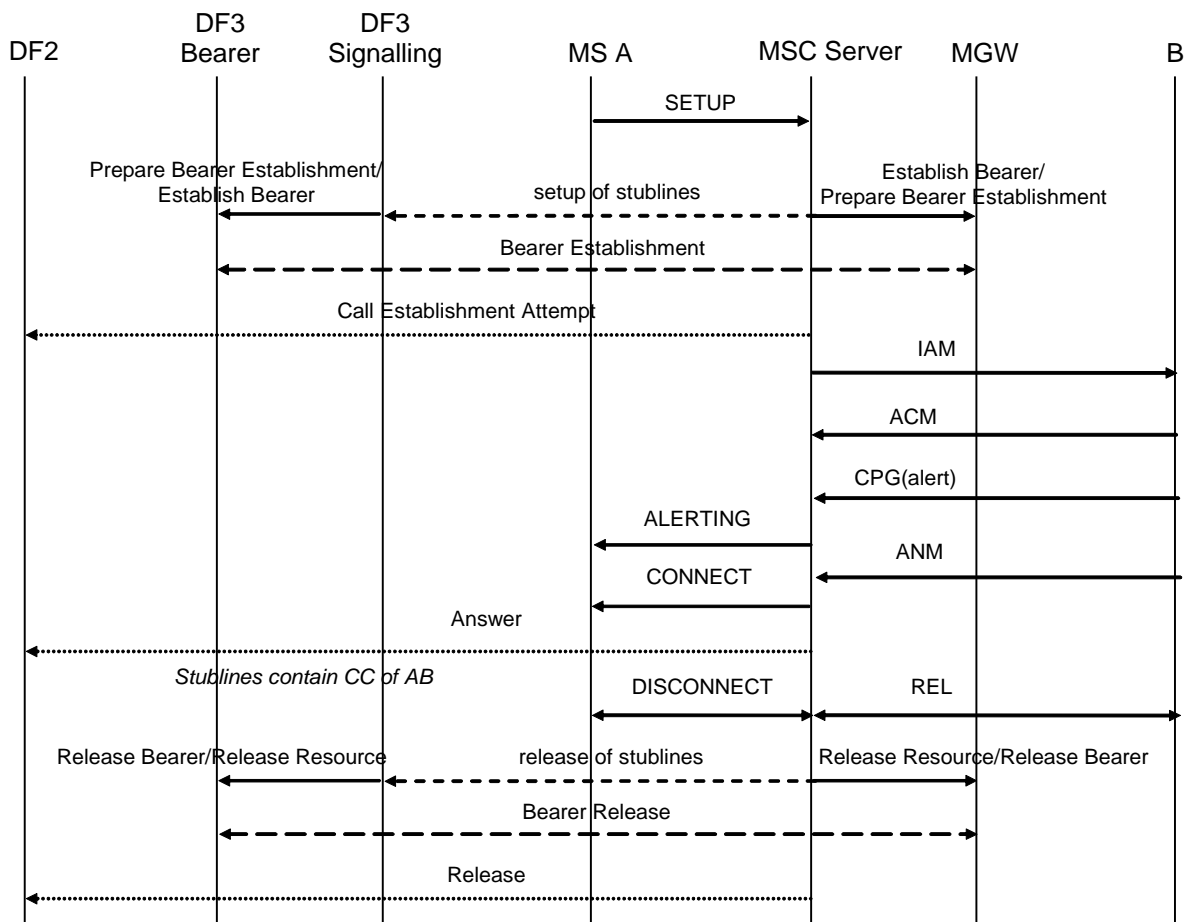 DF2
DF3
Bearer
DF3
Signalling
MS A
MSC Server
MGW
B
SETUP
Prepare Bearer Establishment/
Establish Bearer
setup of stublines
Establish Bearer/
Prepare Bearer Establishment
Bearer Establishment
Call Establishment Attempt
IAM
ACM
CPG(alert)
ALERTING
ANM
CONNECT
Answer
Stublines contain CC of AB
DISCONNECT
REL
Release Bearer/Release Resource
release of stublines
Release Resource/Release Bearer
Bearer Release
Release